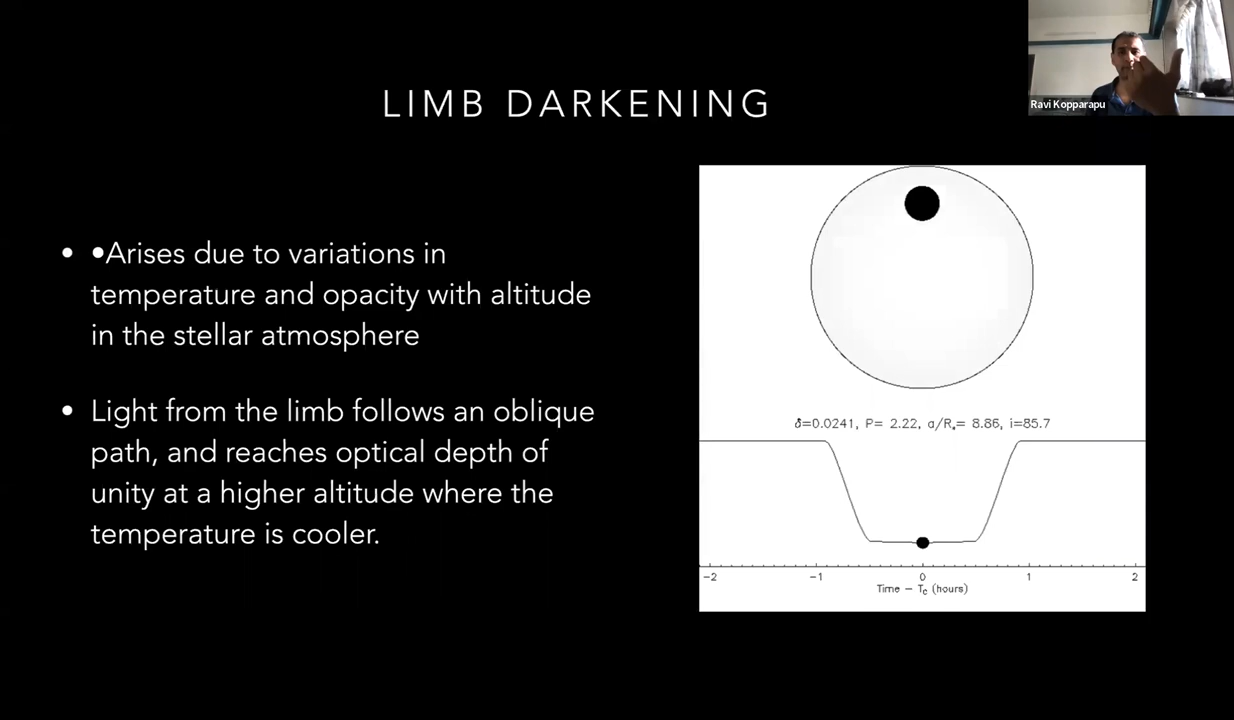 Ravi Kopparapu
LIMB DARKENING
• •Arises due to variations in
temperature and opacity with altitude
in the stellar atmosphere
• Light from the limb follows an oblique
path, and reaches optical depth of
unity at a higher altitude where the
temperature is cooler.
δ=0.0241, P= 2.22, a/R*= 8.86, i=85.7
-2 -1 0 1 2
Time - Tc (hours)